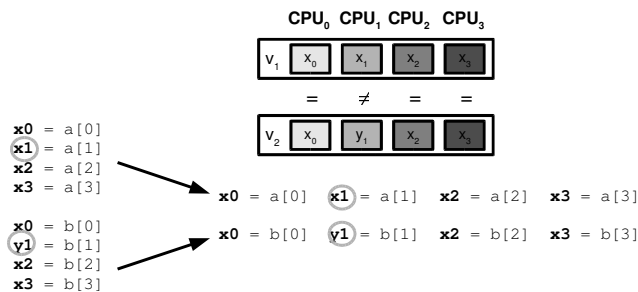 CPU₀ CPU₁ CPU₂ CPU₃
V₁ x₀ x₁ x₂ x₃
= ≠ = =
V₂ x₀ y₁ x₂ x₃
x0 = a[0]
x1 = a[1]
x2 = a[2]
x3 = a[3]
x0 = b[0]
y1 = b[1]
x2 = b[2]
x3 = b[3]
x0 = a[0] x1 = a[1] x2 = a[2] x3 = a[3]
x0 = b[0] y1 = b[1] x2 = b[2] x3 = b[3]